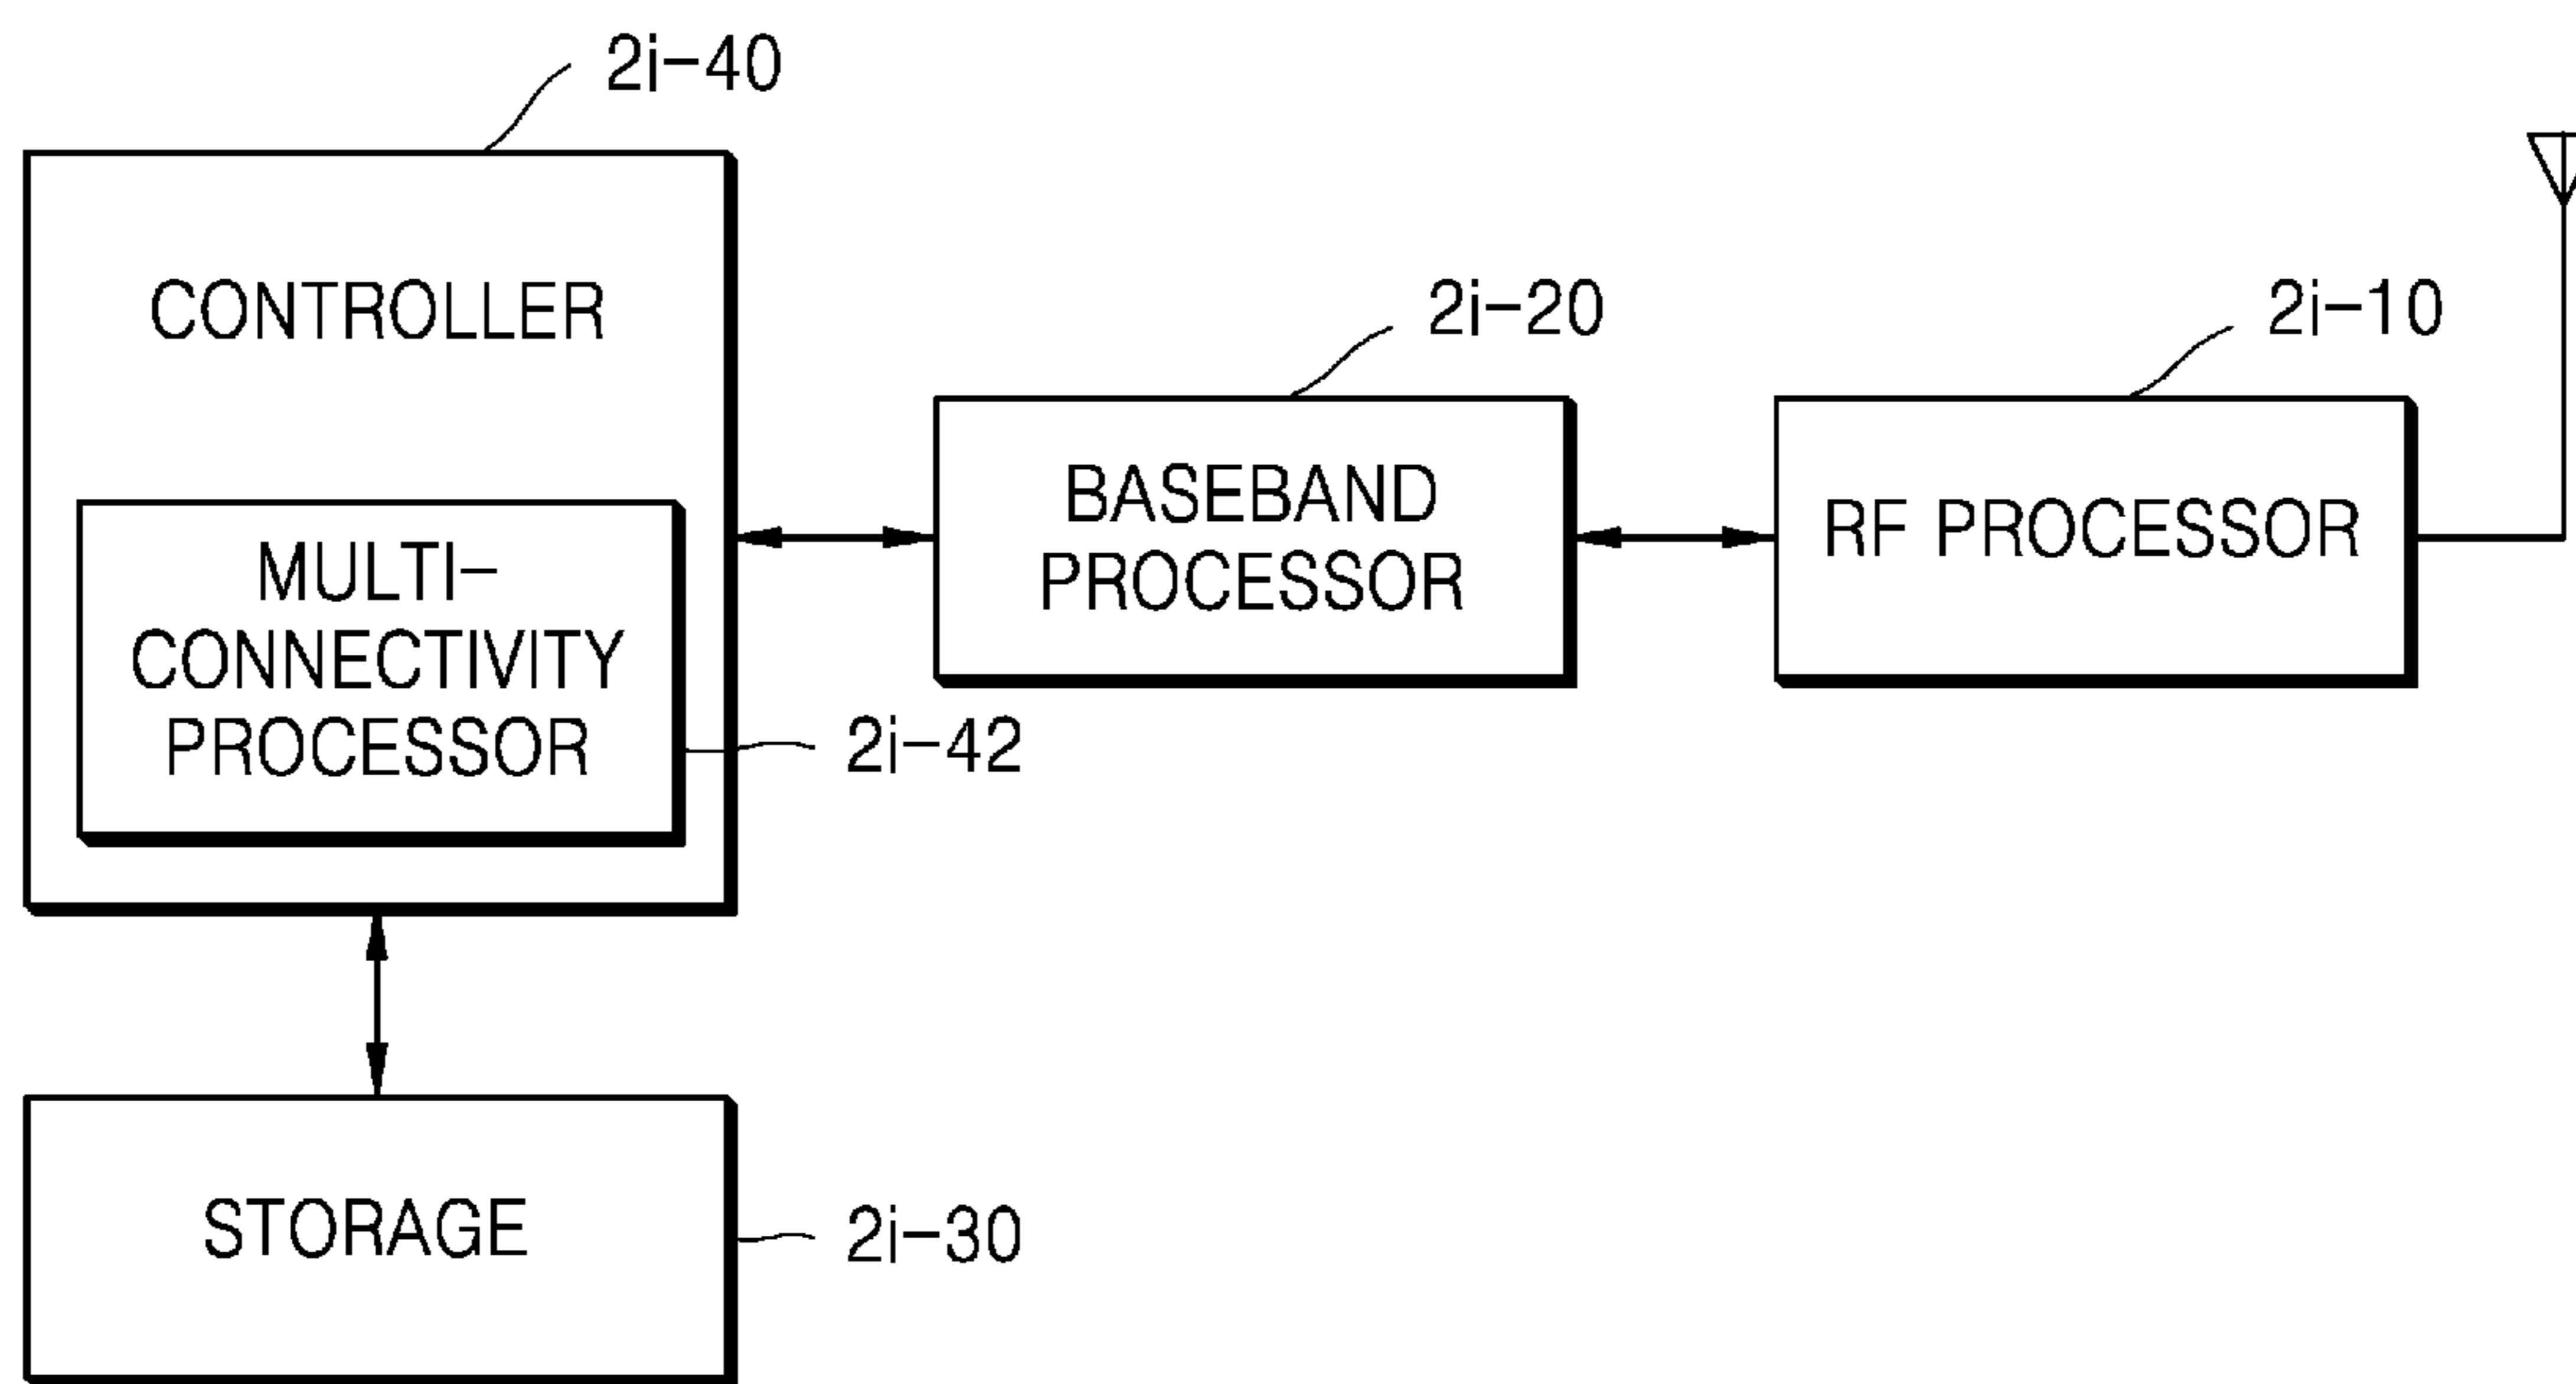 2i-40
CONTROLLER
2i-20
2i-10
BASEBAND
PROCESSOR
RF PROCESSOR
MULTI-
CONNECTIVITY
PROCESSOR
2i-42
STORAGE
2i-30